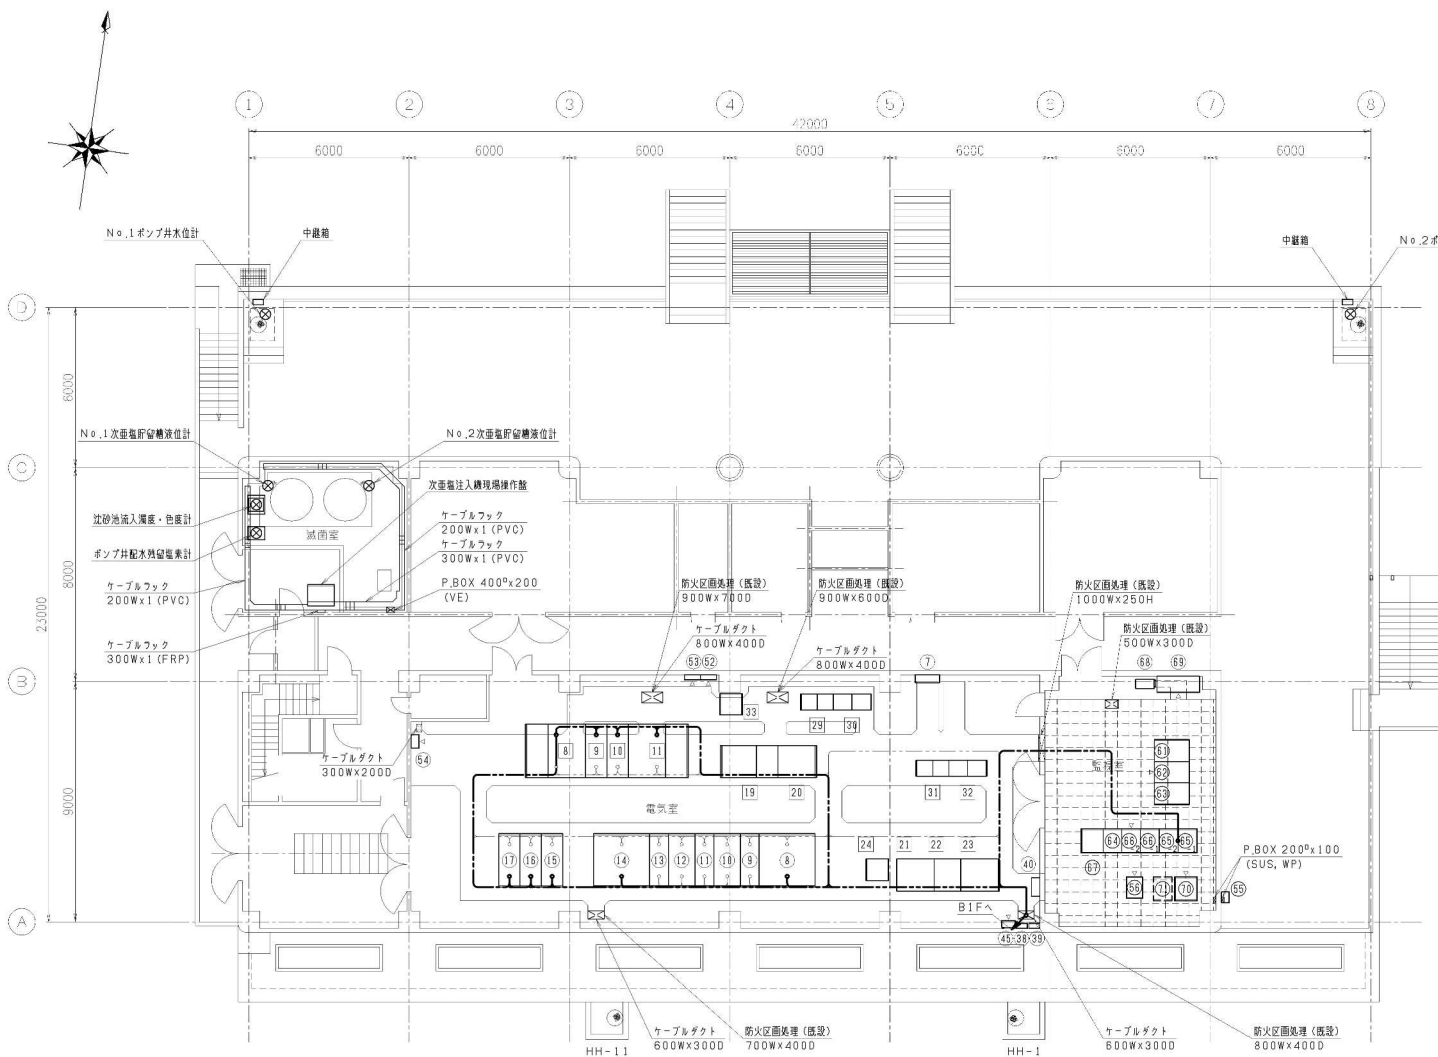 1 2 3 4 5 6 7 8
42000
6000 6000 6000 6000 6000 6000 6000
No.1ポンプ井水位計
中継箱
中継箱
No.2ポ
D
6000
No.1次亜塩貯留槽液位計
No.2次亜塩貯留槽液位計
C
次亜塩注入機現場操作盤
沈砂池流入濁度・色度計
滅菌室
ケーブルラック
200Wx1(PVC)
ケーブルラック
300Wx1(PVC)
ポンプ井配水残留塩素計
8000
23000
ケーブルラック
200Wx1(PVC)
P.BOX 400□x200
(VE)
防火区画処理(既設)
900Wx700D
防火区画処理(既設)
900Wx600D
防火区画処理(既設)
1000Wx250H
ケーブルラック
300Wx1(FRP)
ケーブルダクト
800Wx400D
ケーブルダクト
800Wx400D
防火区画処理(既設)
500Wx300D
B
53 52
7
68 69
33
29 30
ケーブルダクト
300Wx200D
54
8 9 10 11
61
62
63
19 20
31 32
9000
電気室
17 16 15 14 13 12 11 10 9 8
24 21 22 23
64 66 66 65 65
40
67
P.BOX 200□x100
(SUS, WP)
56 71 70
55
A
B1Fへ
45 38 39
HH-11
ケーブルダクト
600Wx300D
防火区画処理(既設)
700Wx400D
HH-1
ケーブルダクト
600Wx300D
防火区画処理(既設)
800Wx400D